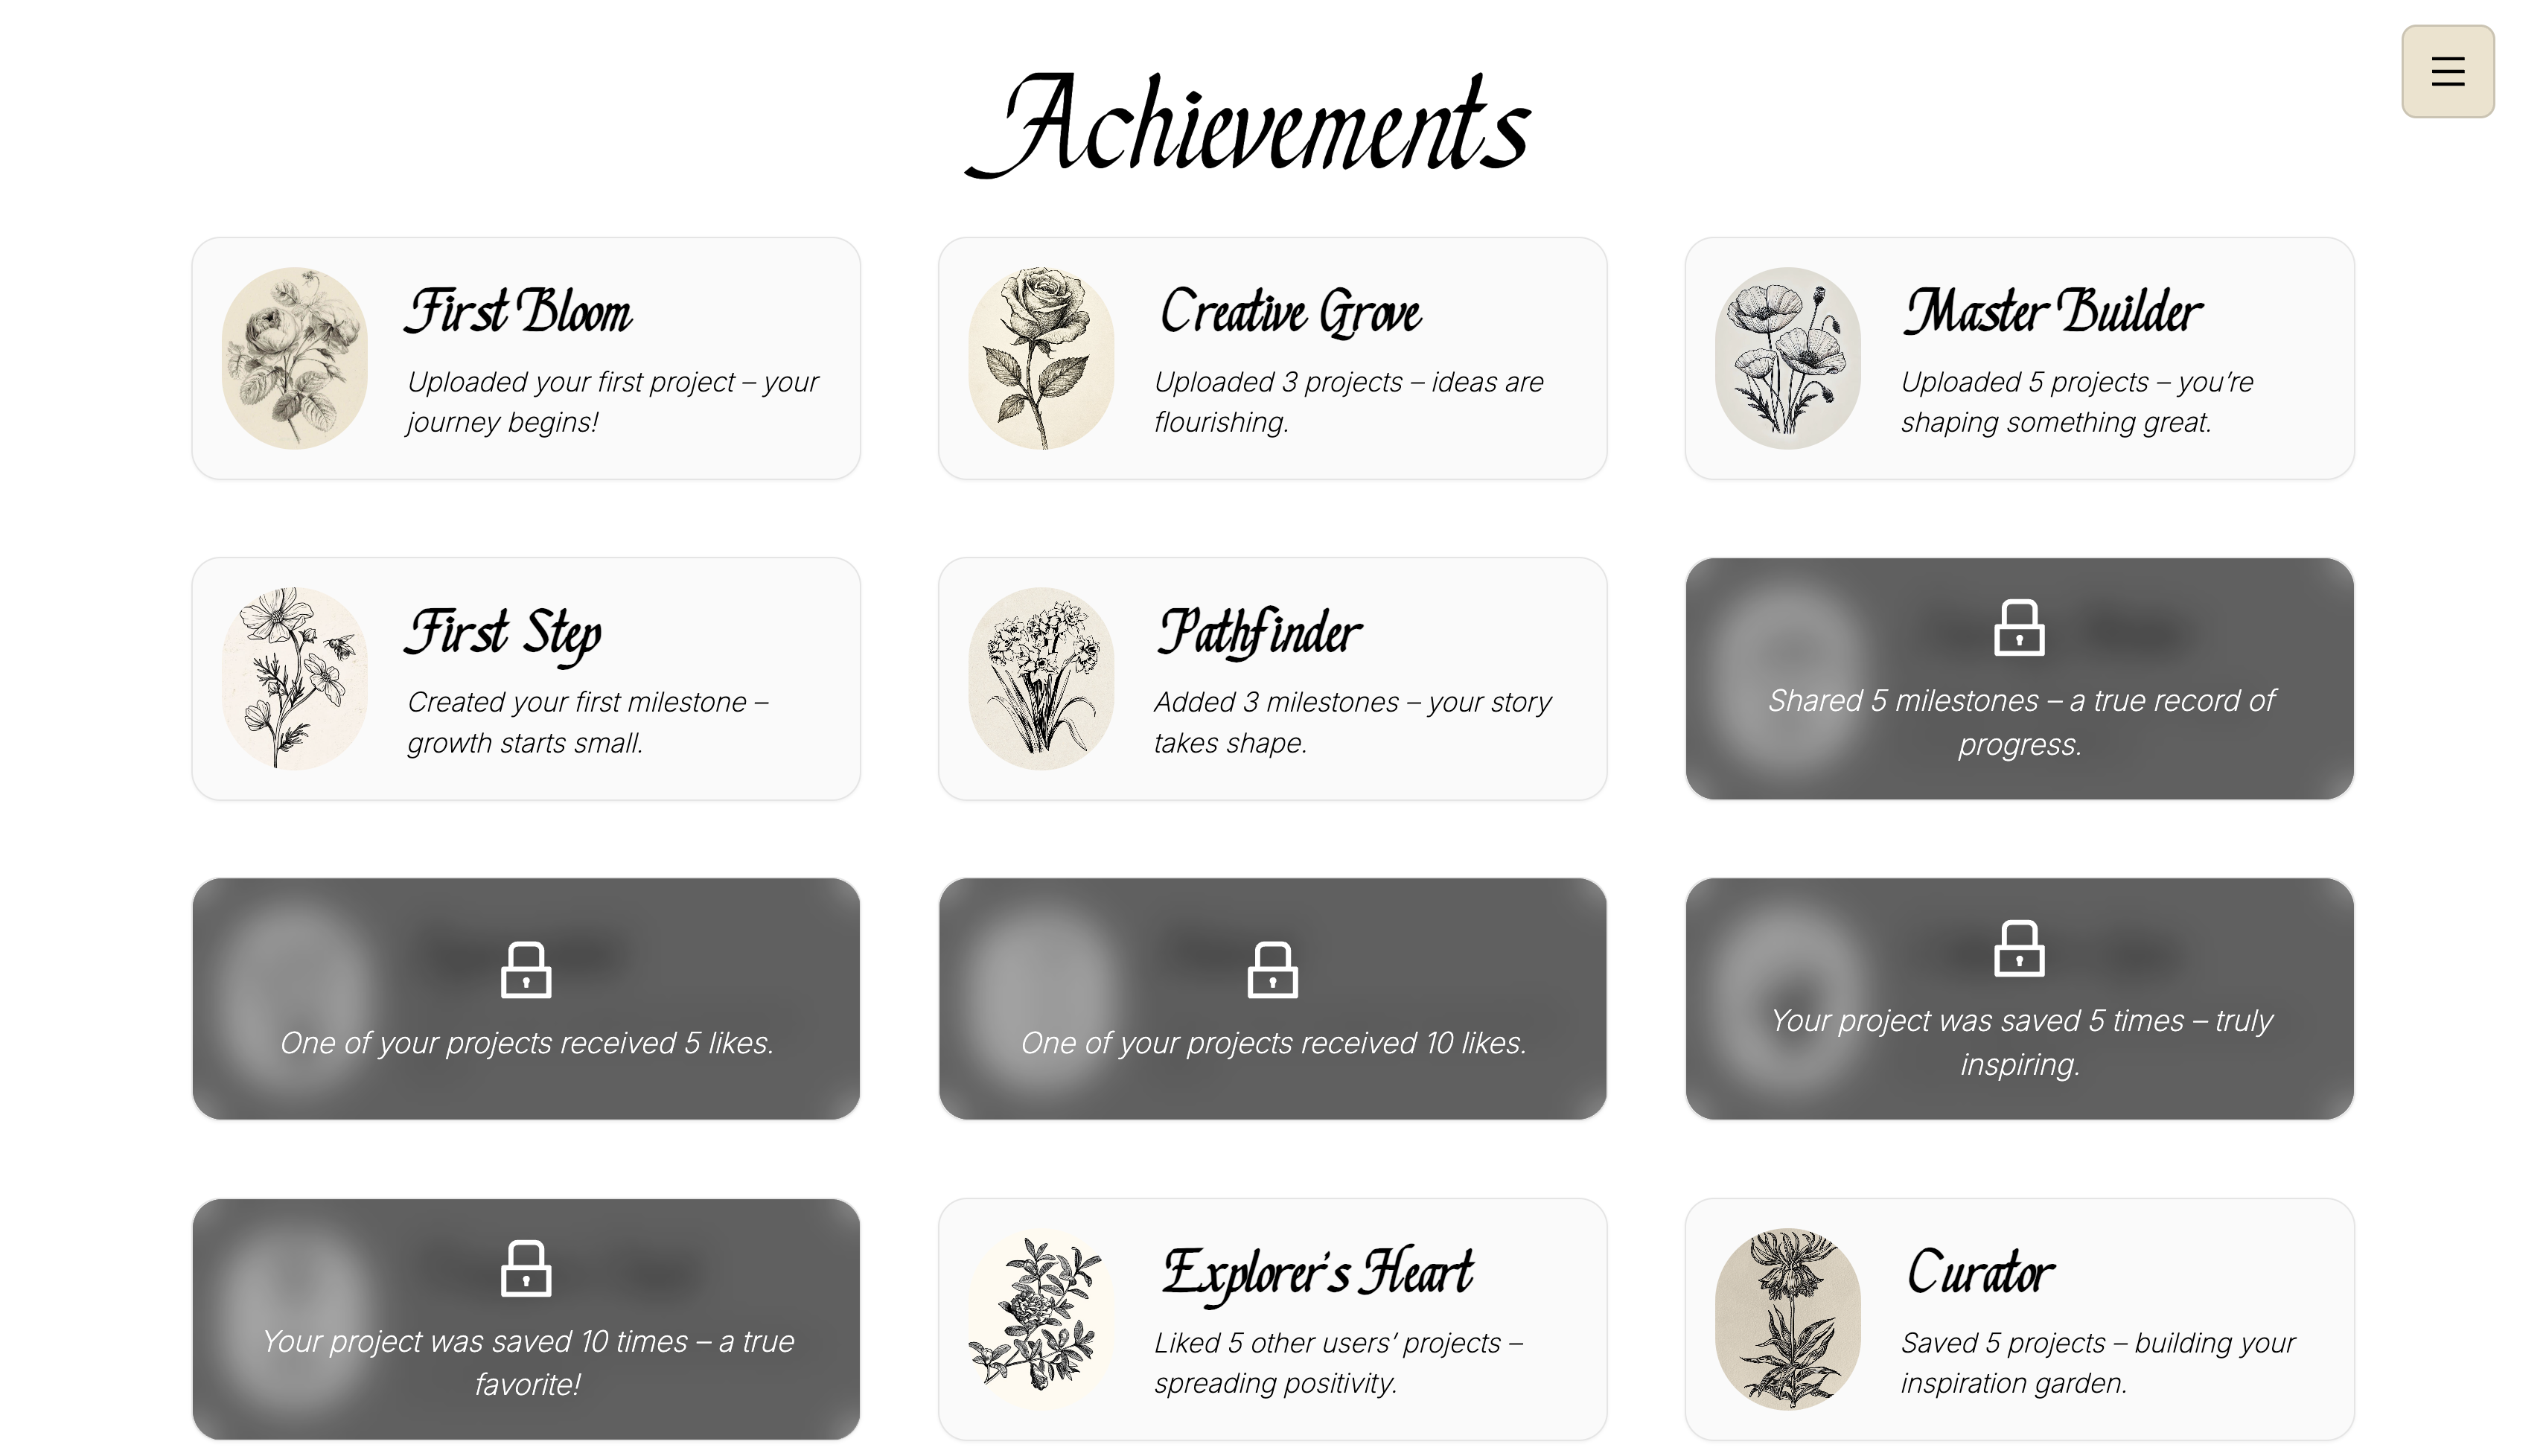 Achievements
First Bloom
Uploaded your first project – your
journey begins!
Creative Grove
Uploaded 3 projects – ideas are
flourishing.
Master Builder
Uploaded 5 projects – you’re
shaping something great.
First Step
Created your first milestone –
growth starts small.
Pathfinder
Added 3 milestones – your story
takes shape.
Shared 5 milestones – a true record of
progress.
One of your projects received 5 likes.
One of your projects received 10 likes.
Your project was saved 5 times – truly
inspiring.
Your project was saved 10 times – a true
favorite!
Explorer’s Heart
Liked 5 other users’ projects –
spreading positivity.
Curator
Saved 5 projects – building your
inspiration garden.